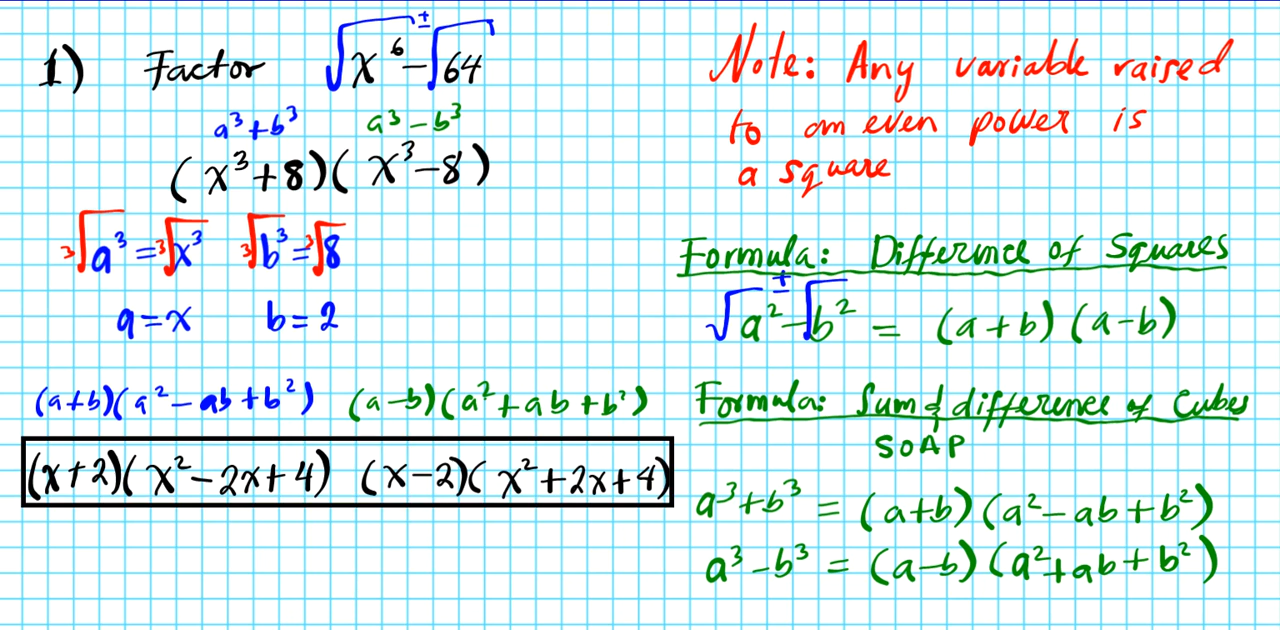 1) Factor √x⁶ ± − √64
a³+b³ a³−b³
(x³+8)(x³−8)
∛a³ = ∛x³ ∛b³ = ∛8
a=x b=2
(a+b)(a²−ab+b²) (a−b)(a²+ab+b²)
(x+2)(x²−2x+4) (x−2)(x²+2x+4)
Note: Any variable raised
to an even power is
a square
Formula: Difference of Squares
√a² ± − √b² = (a+b)(a−b)
Formula: Sum & difference of Cubes
SOAP
a³+b³ = (a+b)(a²−ab+b²)
a³−b³ = (a−b)(a²+ab+b²)